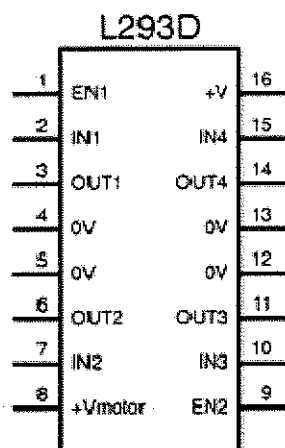 L293D
1 EN1 +V 16
2 IN1 IN4 15
3 OUT1 OUT4 14
4 0V 0V 13
5 0V 0V 12
6 OUT2 OUT3 11
7 IN2 IN3 10
8 +Vmotor EN2 9